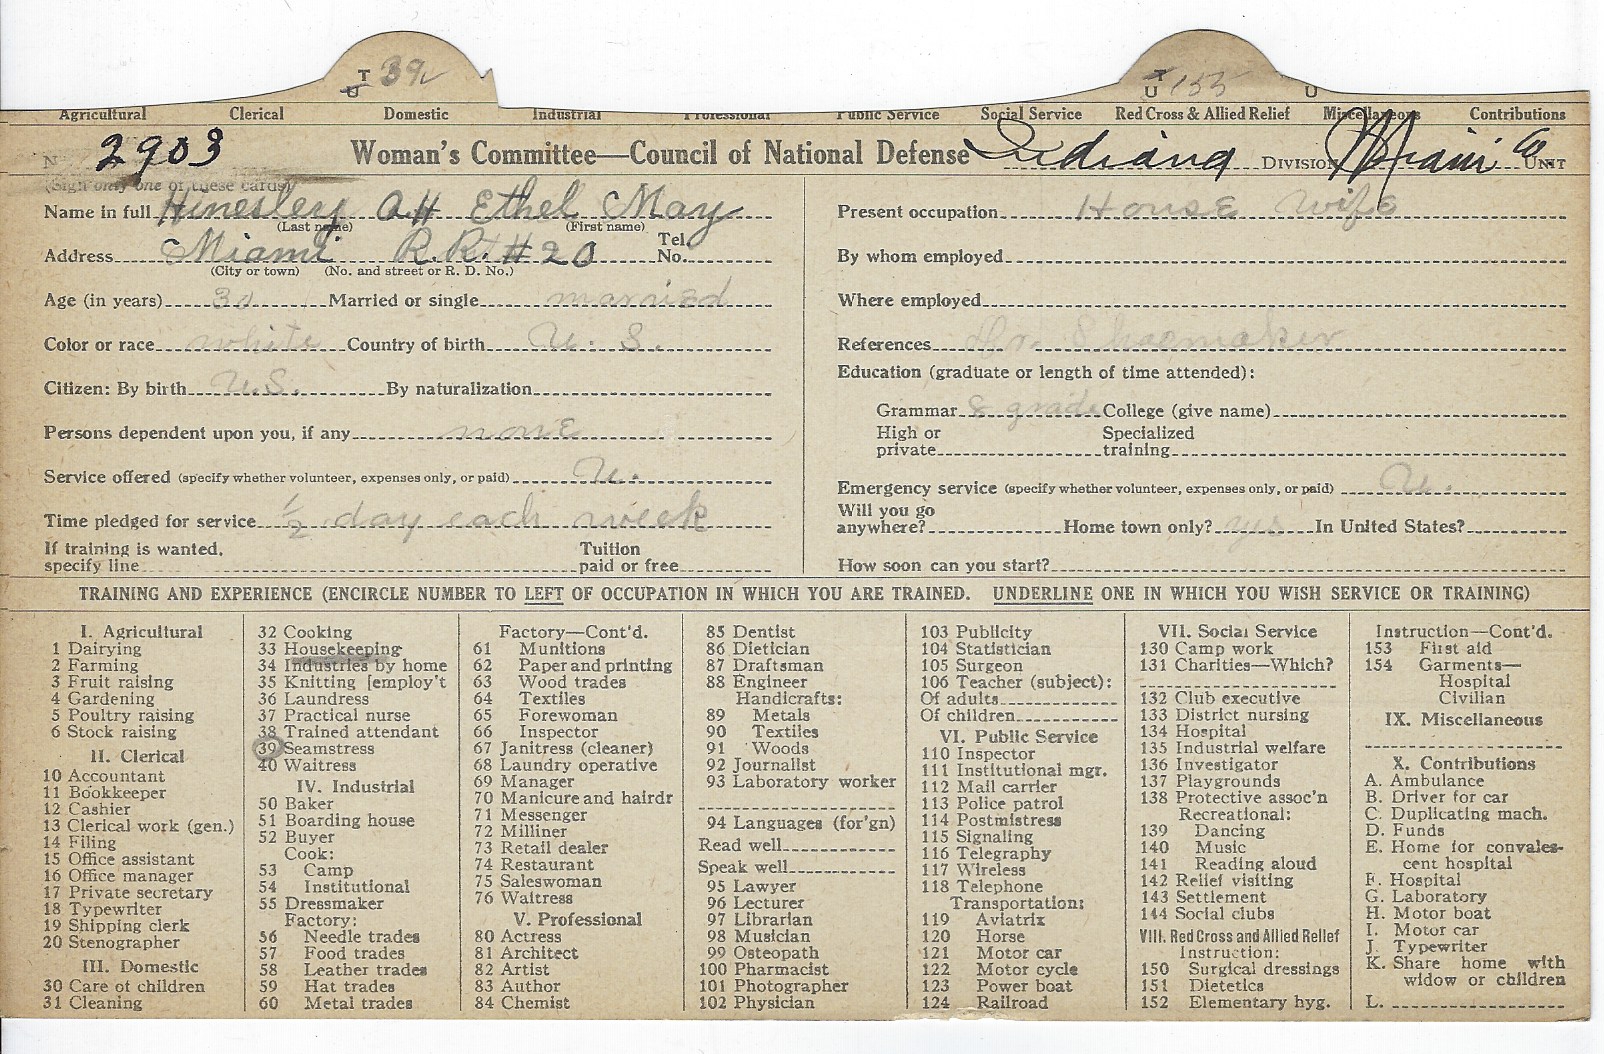 T 39
U
T 155
U
U
Agricultural Clerical Domestic Industrial Professional Public Service Social Service Red Cross & Allied Relief Miscellaneous Contributions
2903 Woman's Committee—Council of National Defense Indiana DIVISION Miami Co UNIT
(Sign only one of these cards)
Name in full Hinesley Ethel May
(Last name) (First name)
Address Miami R.R. #20 Tel. No.
(City or town) (No. and street or R. D. No.)
Age (in years) Married or single married
Color or race white Country of birth U. S.
Citizen: By birth U.S. By naturalization
Persons dependent upon you, if any none
Service offered (specify whether volunteer, expenses only, or paid)
Time pledged for service 1/2 day each week
If training is wanted, specify line Tuition paid or free
Present occupation House wife
By whom employed
Where employed
References Dr. Shoemaker
Education (graduate or length of time attended):
Grammar 8 grade College (give name)
High or private Specialized training
Emergency service (specify whether volunteer, expenses only, or paid)
Will you go anywhere? Home town only? yes In United States?
How soon can you start?
TRAINING AND EXPERIENCE (ENCIRCLE NUMBER TO LEFT OF OCCUPATION IN WHICH YOU ARE TRAINED. UNDERLINE ONE IN WHICH YOU WISH SERVICE OR TRAINING)
I. Agricultural
1 Dairying
2 Farming
3 Fruit raising
4 Gardening
5 Poultry raising
6 Stock raising
II. Clerical
10 Accountant
11 Bookkeeper
12 Cashier
13 Clerical work (gen.)
14 Filing
15 Office assistant
16 Office manager
17 Private secretary
18 Typewriter
19 Shipping clerk
20 Stenographer
III. Domestic
30 Care of children
31 Cleaning
32 Cooking
33 Housekeeping
34 Industries by home
35 Knitting [employ't
36 Laundress
37 Practical nurse
38 Trained attendant
39 Seamstress
40 Waitress
IV. Industrial
50 Baker
51 Boarding house
52 Buyer
Cook:
53 Camp
54 Institutional
55 Dressmaker
Factory:
56 Needle trades
57 Food trades
58 Leather trades
59 Hat trades
60 Metal trades
Factory—Cont'd.
61 Munitions
62 Paper and printing
63 Wood trades
64 Textiles
65 Forewoman
66 Inspector
67 Janitress (cleaner)
68 Laundry operative
69 Manager
70 Manicure and hairdr
71 Messenger
72 Milliner
73 Retail dealer
74 Restaurant
75 Saleswoman
76 Waitress
V. Professional
80 Actress
81 Architect
82 Artist
83 Author
84 Chemist
85 Dentist
86 Dietician
87 Draftsman
88 Engineer
Handicrafts:
89 Metals
90 Textiles
91 Woods
92 Journalist
93 Laboratory worker
94 Languages (for'gn)
Read well
Speak well
95 Lawyer
96 Lecturer
97 Librarian
98 Musician
99 Osteopath
100 Pharmacist
101 Photographer
102 Physician
103 Publicity
104 Statistician
105 Surgeon
106 Teacher (subject):
Of adults
Of children
VI. Public Service
110 Inspector
111 Institutional mgr.
112 Mail carrier
113 Police patrol
114 Postmistress
115 Signaling
116 Telegraphy
117 Wireless
118 Telephone
Transportation:
119 Aviatrix
120 Horse
121 Motor car
122 Motor cycle
123 Power boat
124 Railroad
VII. Social Service
130 Camp work
131 Charities—Which?
132 Club executive
133 District nursing
134 Hospital
135 Industrial welfare
136 Investigator
137 Playgrounds
138 Protective assoc'n
Recreational:
139 Dancing
140 Music
141 Reading aloud
142 Relief visiting
143 Settlement
144 Social clubs
VIII. Red Cross and Allied Relief
Instruction:
150 Surgical dressings
151 Dietetics
152 Elementary hyg.
Instruction—Cont'd.
153 First aid
154 Garments—
Hospital
Civilian
IX. Miscellaneous
X. Contributions
A. Ambulance
B. Driver for car
C. Duplicating mach.
D. Funds
E. Home for convales-
cent hospital
F. Hospital
G. Laboratory
H. Motor boat
I. Motor car
J. Typewriter
K. Share home with
widow or children
L.